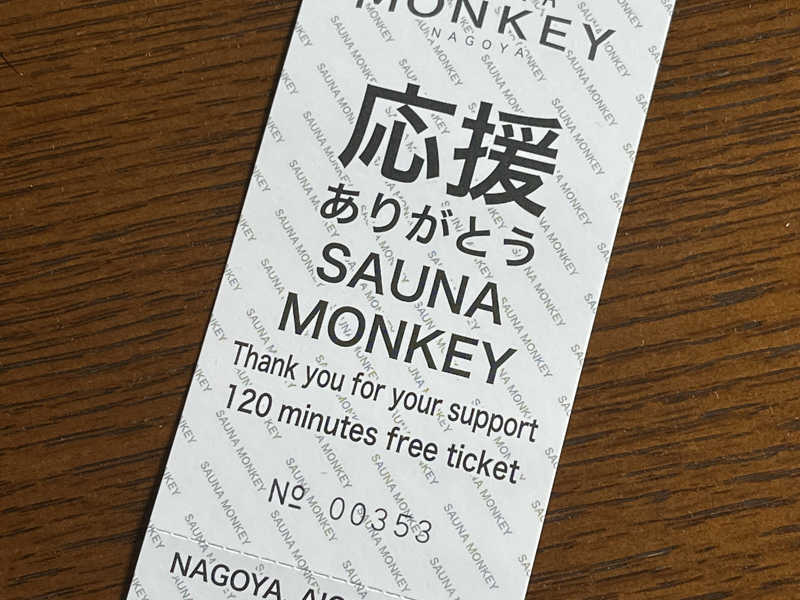 MONKEY
NAGOYA
応援
ありがとう
SAUNA
MONKEY
Thank you for your support
120 minutes free ticket
Nº 00353
NAGOYA